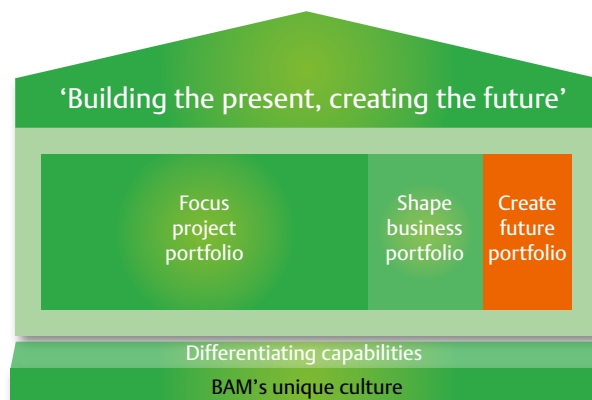 ‘Building the present, creating the future’
Focus
project
portfolio
Shape
business
portfolio
Create
future
portfolio
Differentiating capabilities
BAM’s unique culture